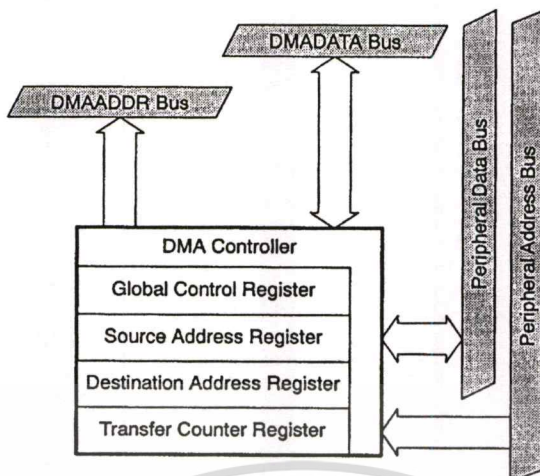 DMADATA Bus
DMAADDR Bus
Peripheral Data Bus
Peripheral Address Bus
DMA Controller
Global Control Register
Source Address Register
Destination Address Register
Transfer Counter Register